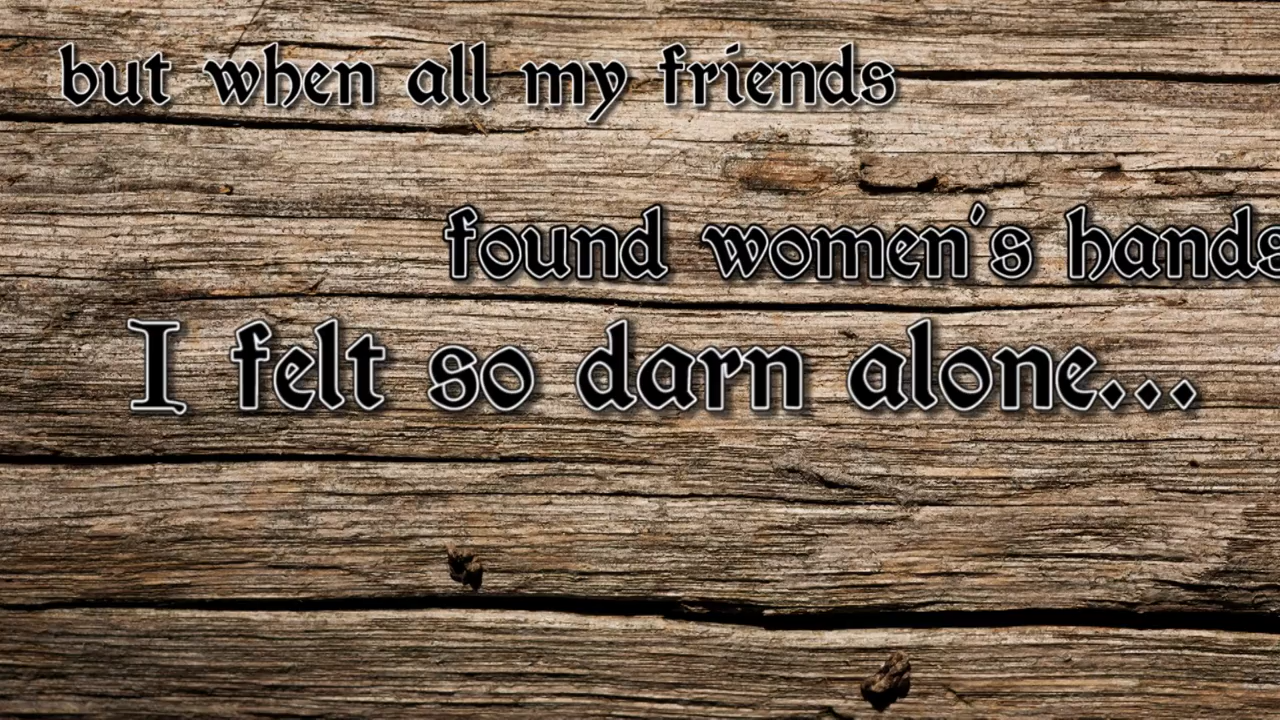 but when all my friends
found women's hands
I felt so darn alone...